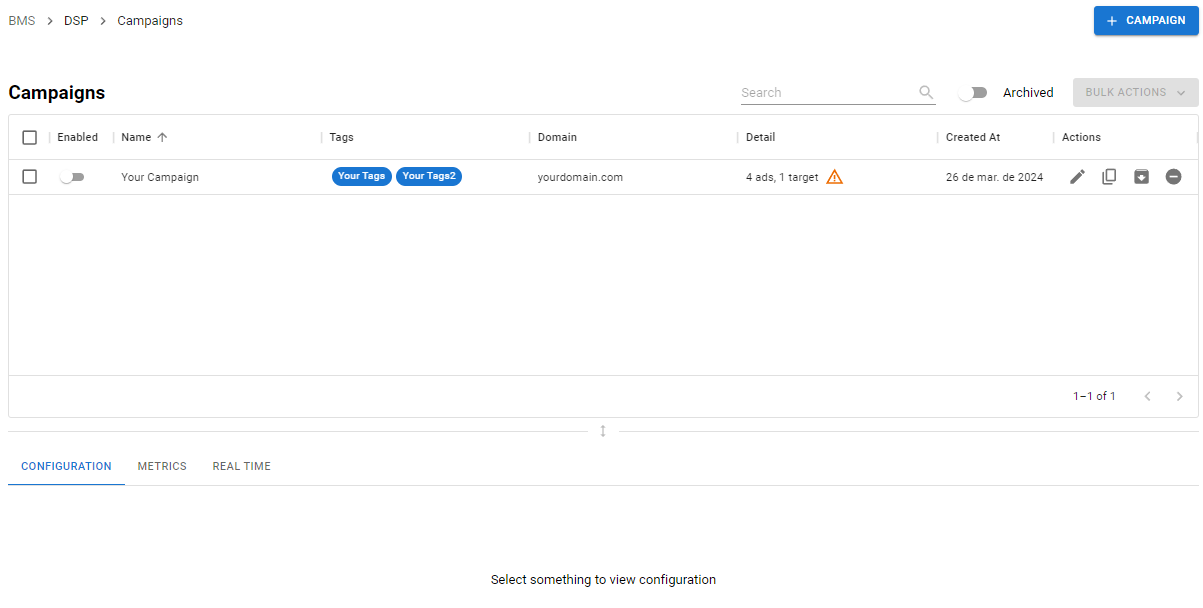 BMS > DSP > Campaigns
+ CAMPAIGN
Campaigns
Search
Archived
BULK ACTIONS
Enabled Name Tags Domain Detail Created At Actions
Your Campaign Your Tags Your Tags2 yourdomain.com 4 ads, 1 target 26 de mar. de 2024
1–1 of 1
CONFIGURATION METRICS REAL TIME
Select something to view configuration